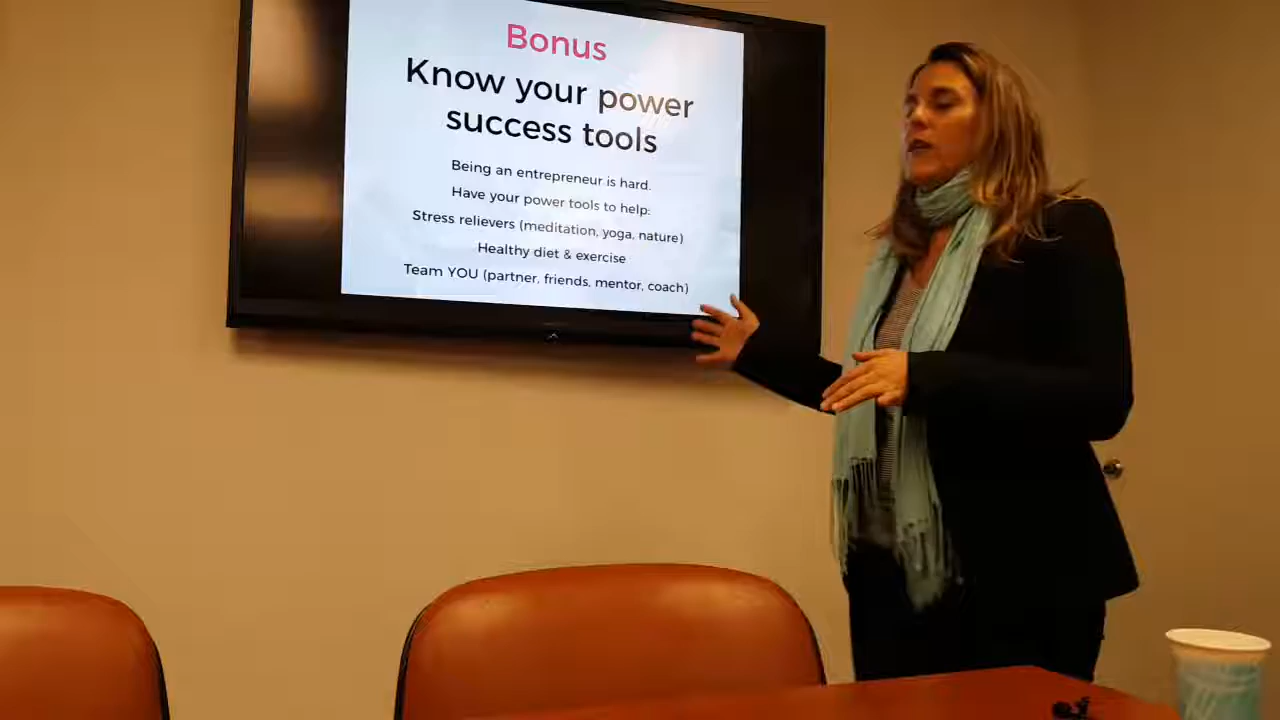 Bonus
Know your power
success tools
Being an entrepreneur is hard.
Have your power tools to help:
Stress relievers (meditation, yoga, nature)
Healthy diet & exercise
Team YOU (partner, friends, mentor, coach)